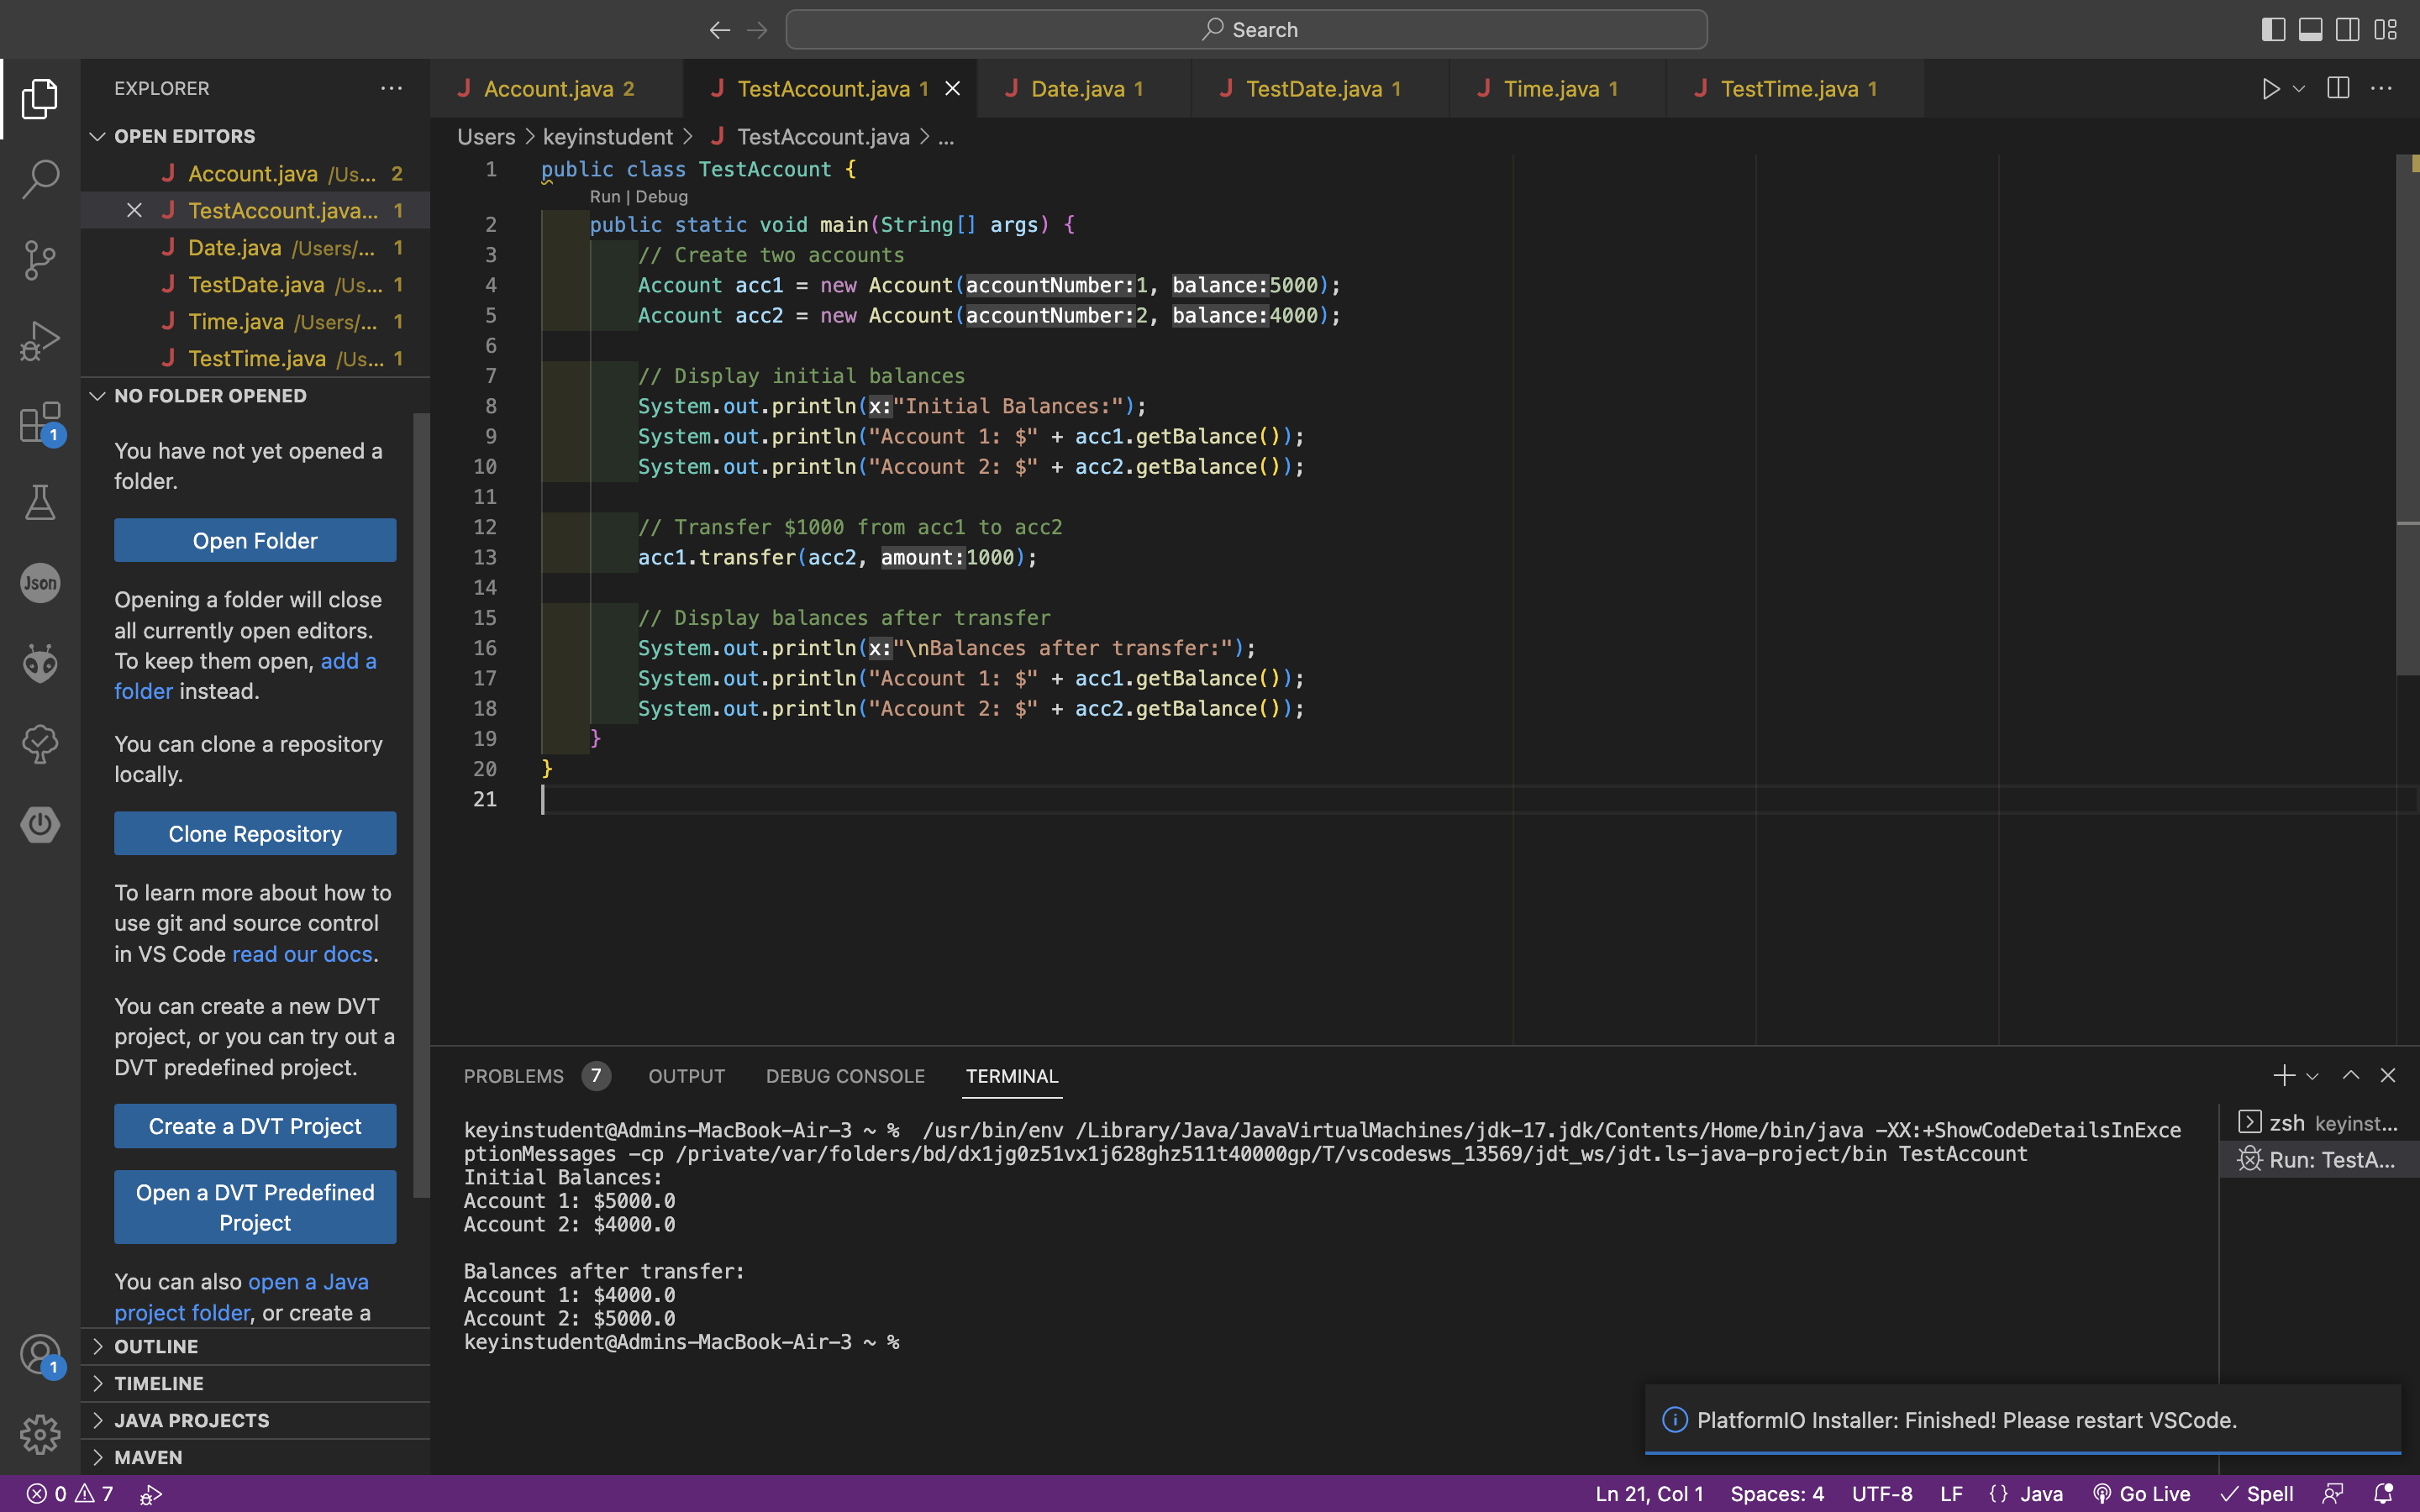 Search
EXPLORER
OPEN EDITORS
Account.java /Us... 2
TestAccount.java... 1
Date.java /Users/... 1
TestDate.java /Us... 1
Time.java /Users/... 1
TestTime.java /Us... 1
NO FOLDER OPENED
You have not yet opened a
folder.
Open Folder
Opening a folder will close
all currently open editors.
To keep them open, add a
folder instead.
You can clone a repository
locally.
Clone Repository
To learn more about how to
use git and source control
in VS Code read our docs.
You can create a new DVT
project, or you can try out a
DVT predefined project.
Create a DVT Project
Open a DVT Predefined
Project
You can also open a Java
project folder, or create a
OUTLINE
TIMELINE
JAVA PROJECTS
MAVEN
1
Json
1
J Account.java 2 J TestAccount.java 1 J Date.java 1 J TestDate.java 1 J Time.java 1 J TestTime.java 1
Users > keyinstudent > J TestAccount.java > ...
1 public class TestAccount {
Run | Debug
2 public static void main(String[] args) {
3 // Create two accounts
4 Account acc1 = new Account(accountNumber:1, balance:5000);
5 Account acc2 = new Account(accountNumber:2, balance:4000);
6
7 // Display initial balances
8 System.out.println(x:"Initial Balances:");
9 System.out.println("Account 1: $" + acc1.getBalance());
10 System.out.println("Account 2: $" + acc2.getBalance());
11
12 // Transfer $1000 from acc1 to acc2
13 acc1.transfer(acc2, amount:1000);
14
15 // Display balances after transfer
16 System.out.println(x:"\nBalances after transfer:");
17 System.out.println("Account 1: $" + acc1.getBalance());
18 System.out.println("Account 2: $" + acc2.getBalance());
19 }
20 }
21
PROBLEMS 7 OUTPUT DEBUG CONSOLE TERMINAL
keyinstudent@Admins-MacBook-Air-3 ~ % /usr/bin/env /Library/Java/JavaVirtualMachines/jdk-17.jdk/Contents/Home/bin/java -XX:+ShowCodeDetailsInExce
ptionMessages -cp /private/var/folders/bd/dx1jg0z51vx1j628ghz511t40000gp/T/vscodesws_13569/jdt_ws/jdt.ls-java-project/bin TestAccount
Initial Balances:
Account 1: $5000.0
Account 2: $4000.0
Balances after transfer:
Account 1: $4000.0
Account 2: $5000.0
keyinstudent@Admins-MacBook-Air-3 ~ %
zsh keyinst...
Run: TestA...
PlatformIO Installer: Finished! Please restart VSCode.
0 7 Ln 21, Col 1 Spaces: 4 UTF-8 LF {} Java Go Live Spell